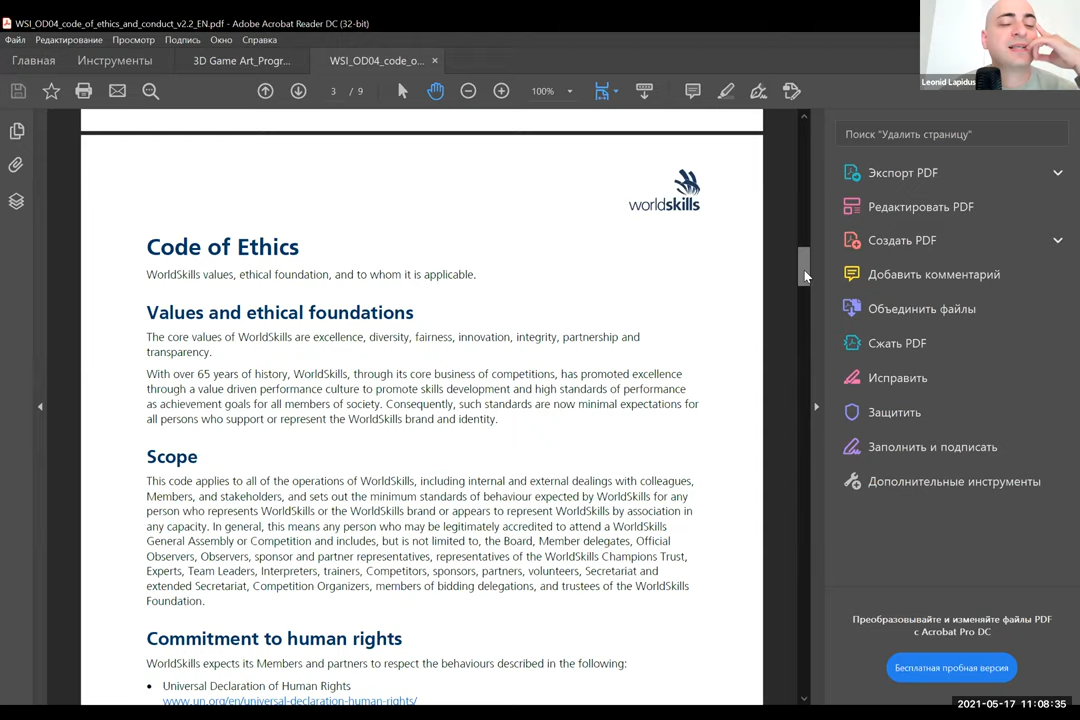 WSI_OD04_code_of_ethics_and_conduct_v2.2_EN.pdf - Adobe Acrobat Reader DC (32-bit)
Файл Редактирование Просмотр Подпись Окно Справка
Главная Инструменты 3D Game Art_Progr... WSI_OD04_code_o... ×
Leonid Lapidus
3 / 9 100%
Поиск "Удалить страницу"
Экспорт PDF
Редактировать PDF
Создать PDF
Добавить комментарий
Объединить файлы
Сжать PDF
Исправить
Защитить
Заполнить и подписать
Дополнительные инструменты
Преобразовывайте и изменяйте файлы PDF
с Acrobat Pro DC
Бесплатная пробная версия
worldskills
Code of Ethics
WorldSkills values, ethical foundation, and to whom it is applicable.
Values and ethical foundations
The core values of WorldSkills are excellence, diversity, fairness, innovation, integrity, partnership and
transparency.
With over 65 years of history, WorldSkills, through its core business of competitions, has promoted excellence
through a value driven performance culture to promote skills development and high standards of performance
as achievement goals for all members of society. Consequently, such standards are now minimal expectations for
all persons who support or represent the WorldSkills brand and identity.
Scope
This code applies to all of the operations of WorldSkills, including internal and external dealings with colleagues,
Members, and stakeholders, and sets out the minimum standards of behaviour expected by WorldSkills for any
person who represents WorldSkills or the WorldSkills brand or appears to represent WorldSkills by association in
any capacity. In general, this means any person who may be legitimately accredited to attend a WorldSkills
General Assembly or Competition and includes, but is not limited to, the Board, Member delegates, Official
Observers, Observers, sponsor and partner representatives, representatives of the WorldSkills Champions Trust,
Experts, Team Leaders, Interpreters, trainers, Competitors, sponsors, partners, volunteers, Secretariat and
extended Secretariat, Competition Organizers, members of bidding delegations, and trustees of the WorldSkills
Foundation.
Commitment to human rights
WorldSkills expects its Members and partners to respect the behaviours described in the following:
• Universal Declaration of Human Rights
www.un.org/en/universal-declaration-human-rights/
2021-05-17 11:08:35